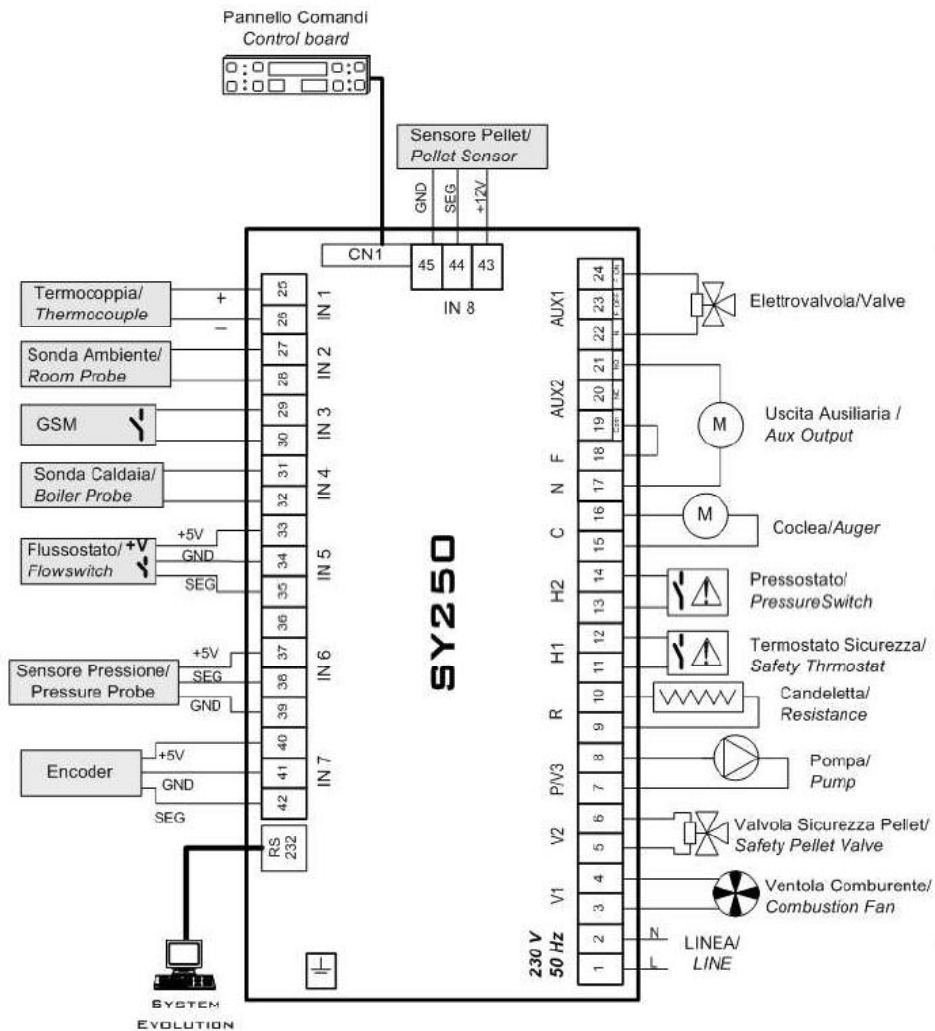 Pannello Comandi
Control board
Sensore Pellet/
Pellet Sensor
GND
SEG
+12V
CN1
45
44
43
IN 8
Termocoppia/
Thermocouple
+
–
25
26
IN 1
Sonda Ambiente/
Room Probe
27
28
IN 2
GSM
29
30
IN 3
Sonda Caldaia/
Boiler Probe
31
32
IN 4
Flussostato/ +V
Flowswitch
+5V
GND
SEG
33
34
35
IN 5
36
Sensore Pressione/
Pressure Probe
+5V
SEG
GND
37
38
39
IN 6
Encoder
+5V
GND
SEG
40
41
42
IN 7
RS
232
SYSTEM
EVOLUTION
SY250
24
F ON
23
F OFF
22
N
AUX1
Elettrovalvola/Valve
21
NO
20
NC
19
Com
AUX2
18
F
17
N
M
Uscita Ausiliaria /
Aux Output
16
15
C
M
Coclea/Auger
14
13
H2
Pressostato/
PressureSwitch
12
11
H1
Termostato Sicurezza/
Safety Thrmostat
10
9
R
Candeletta/
Resistance
8
7
P/V3
Pompa/
Pump
6
5
V2
Valvola Sicurezza Pellet/
Safety Pellet Valve
4
3
V1
Ventola Comburente/
Combustion Fan
230 V
50 Hz
2
1
N
L
LINEA/
LINE